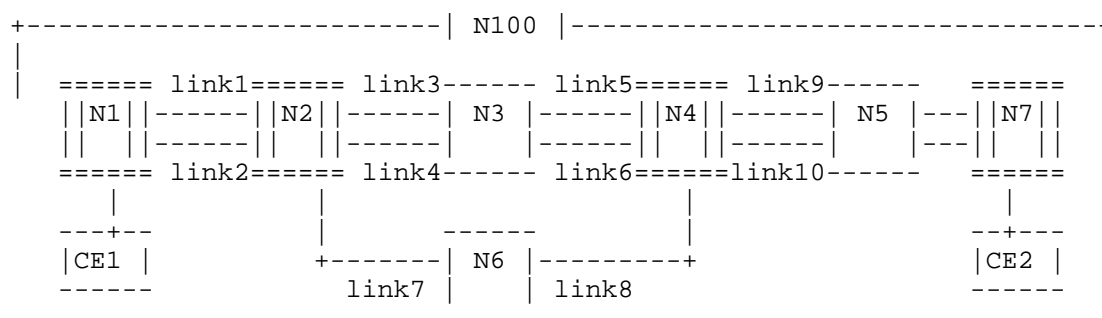 N100
link1 link3 link5 link9
N1 N2 N3 N4 N5 N7
link2 link4 link6 link10
CE1 N6 CE2
link7 link8